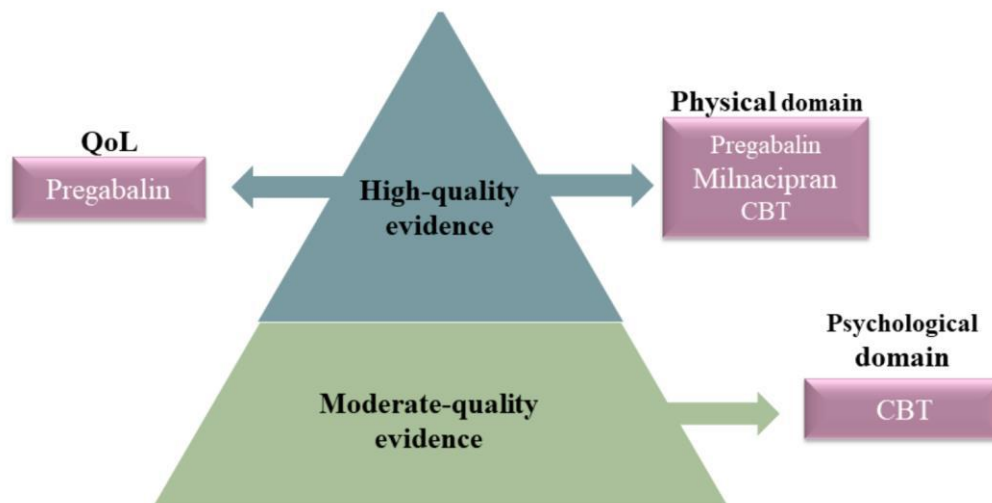 QoL
Pregabalin
High-quality
evidence
Physical domain
Pregabalin
Milnacipran
CBT
Moderate-quality
evidence
Psychological
domain
CBT